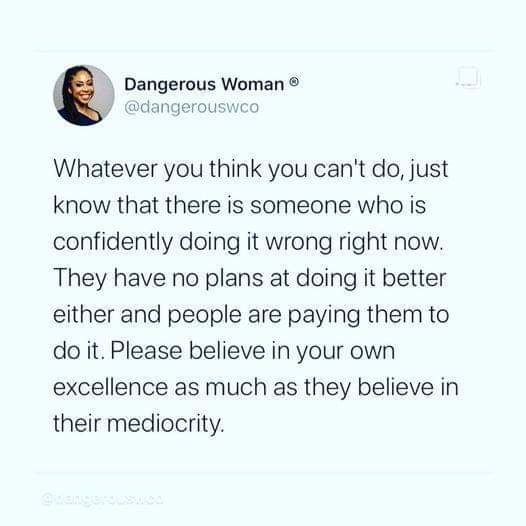 Dangerous Woman ®
@dangerouswco
Whatever you think you can't do, just
know that there is someone who is
confidently doing it wrong right now.
They have no plans at doing it better
either and people are paying them to
do it. Please believe in your own
excellence as much as they believe in
their mediocrity.
@dangerouswco